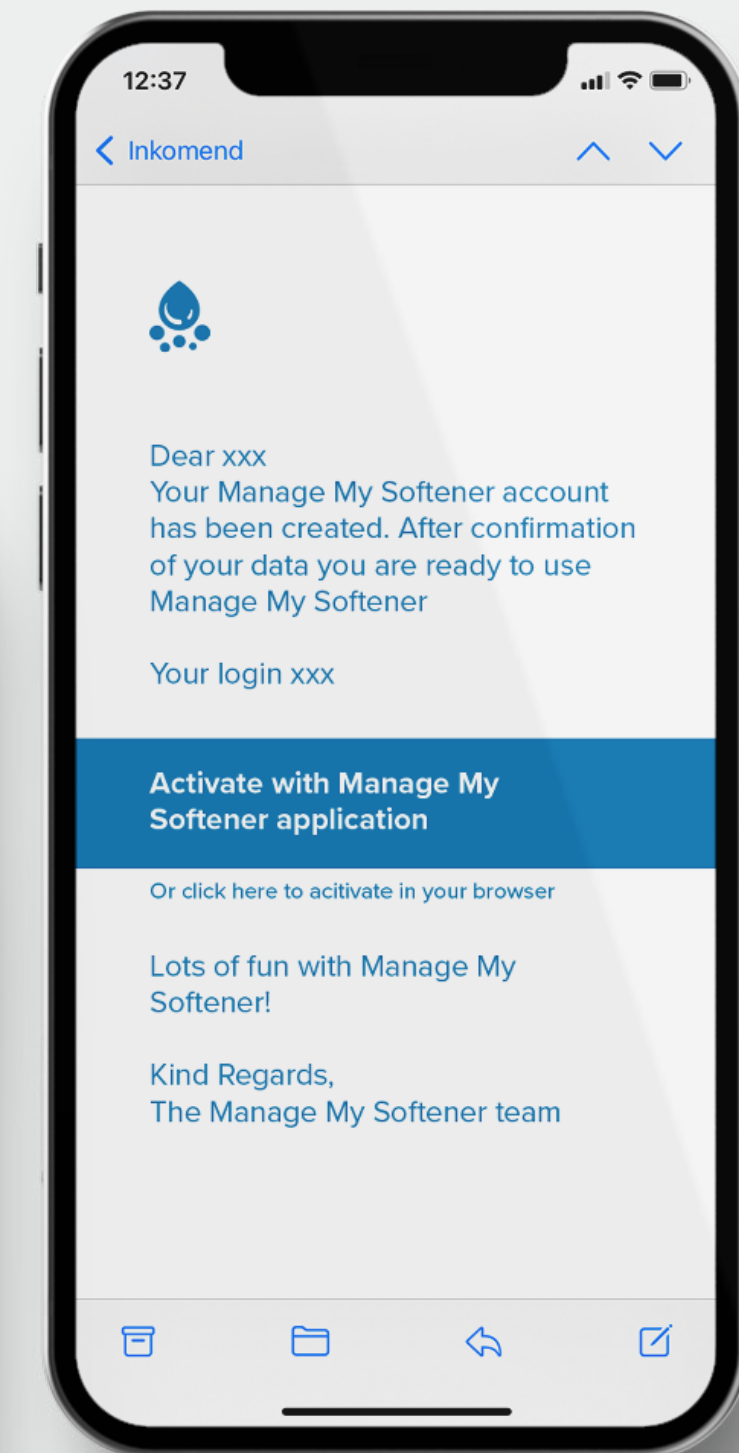 12:37
Inkomend
Dear xxx
Your Manage My Softener account
has been created. After confirmation
of your data you are ready to use
Manage My Softener
Your login xxx
Activate with Manage My
Softener application
Or click here to acitivate in your browser
Lots of fun with Manage My
Softener!
Kind Regards,
The Manage My Softener team